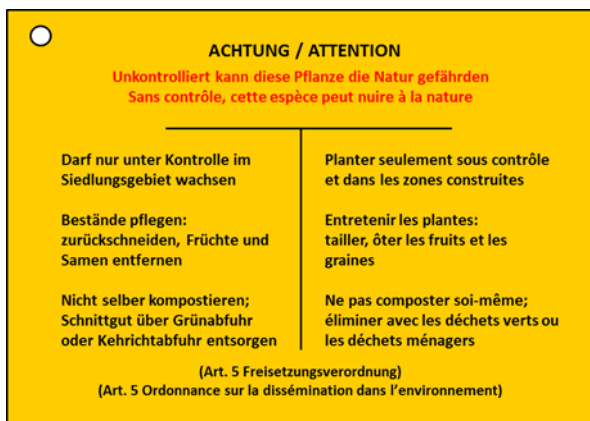 ACHTUNG / ATTENTION
Unkontrolliert kann diese Pflanze die Natur gefährden
Sans contrôle, cette espèce peut nuire à la nature
Darf nur unter Kontrolle im
Siedlungsgebiet wachsen
Bestände pflegen:
zurückschneiden, Früchte und
Samen entfernen
Nicht selber kompostieren;
Schnittgut über Grünabfuhr
oder Kehrichtabfuhr entsorgen
Planter seulement sous contrôle
et dans les zones construites
Entretenir les plantes:
tailler, ôter les fruits et les
graines
Ne pas composter soi-même;
éliminer avec les déchets verts ou
les déchets ménagers
(Art. 5 Freisetzungsverordnung)
(Art. 5 Ordonnance sur la dissémination dans l'environnement)